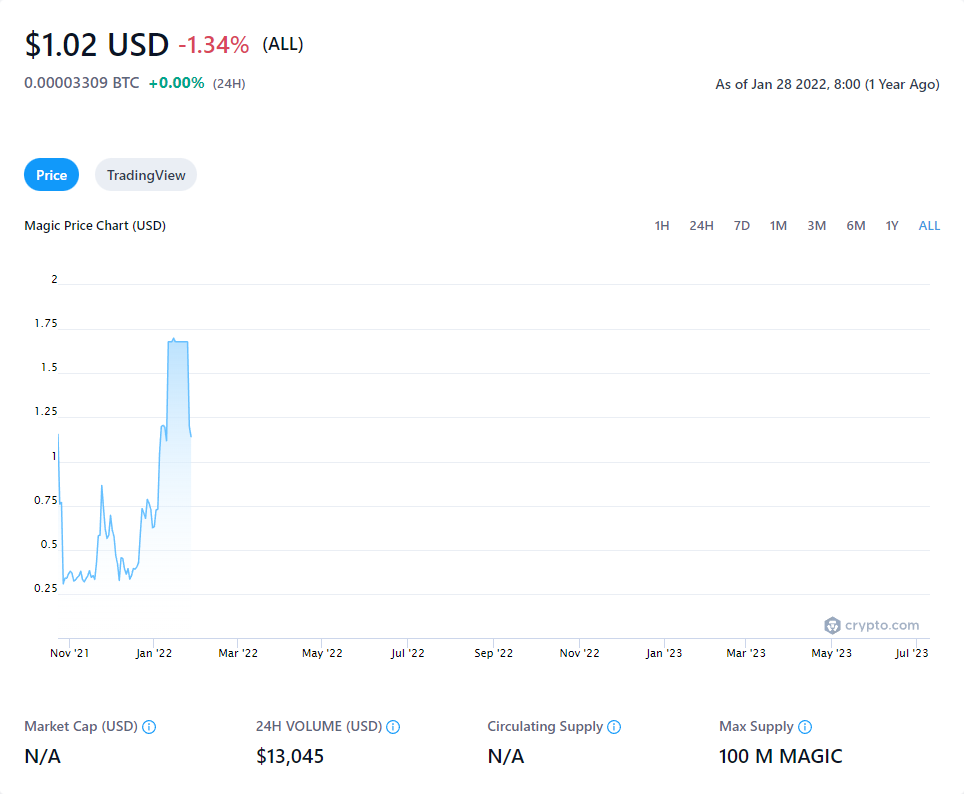 $1.02 USD -1.34% (ALL)
0.00003309 BTC +0.00% (24H)
As of Jan 28 2022, 8:00 (1 Year Ago)
Price TradingView
Magic Price Chart (USD)
1H 24H 7D 1M 3M 6M 1Y ALL
2
1.75
1.5
1.25
1
0.75
0.5
0.25
crypto.com
Nov '21 Jan '22 Mar '22 May '22 Jul '22 Sep '22 Nov '22 Jan '23 Mar '23 May '23 Jul '23
Market Cap (USD) 24H VOLUME (USD) Circulating Supply Max Supply
N/A $13,045 N/A 100 M MAGIC